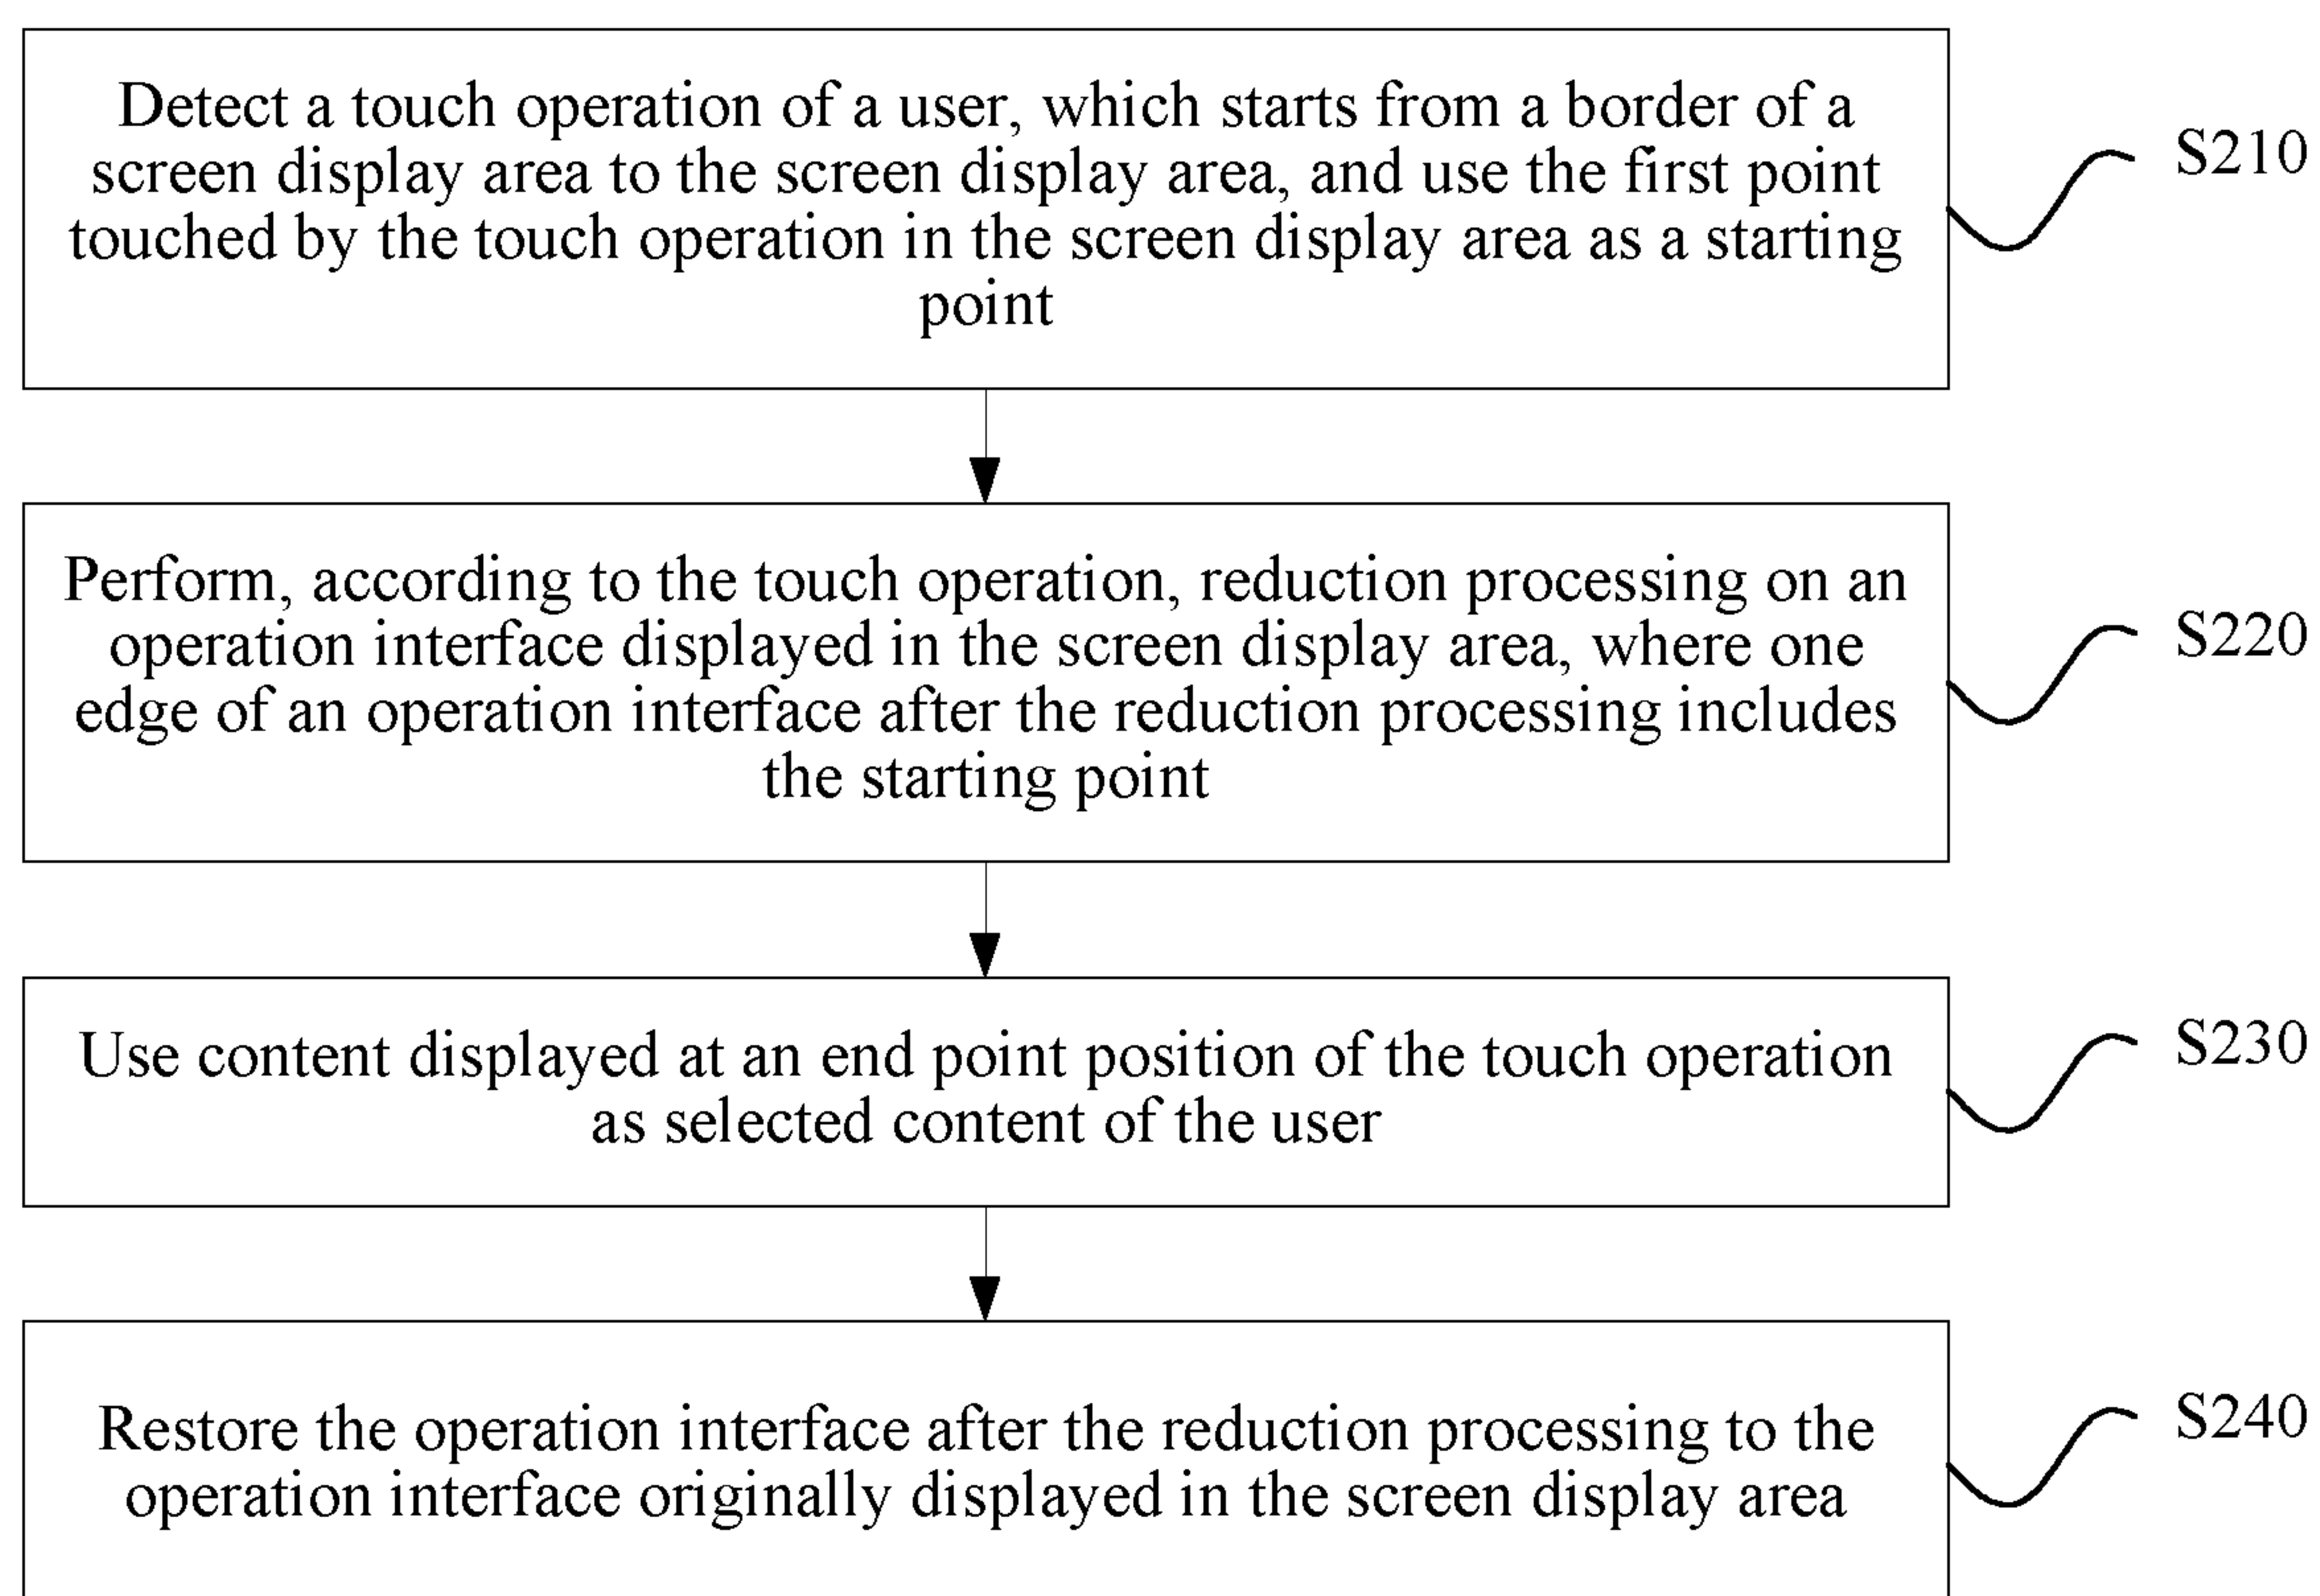 Detect a touch operation of a user, which starts from a border of a
screen display area to the screen display area, and use the first point
touched by the touch operation in the screen display area as a starting
point
S210
Perform, according to the touch operation, reduction processing on an
operation interface displayed in the screen display area, where one
edge of an operation interface after the reduction processing includes
the starting point
S220
Use content displayed at an end point position of the touch operation
as selected content of the user
S230
Restore the operation interface after the reduction processing to the
operation interface originally displayed in the screen display area
S240